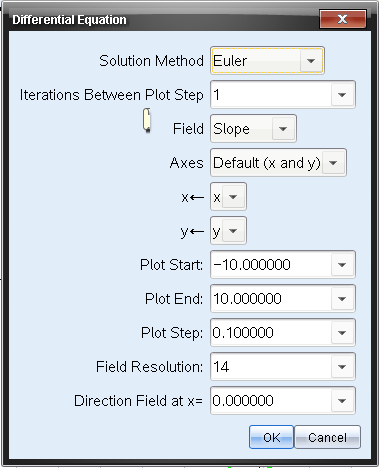 Differential Equation
Solution Method Euler
Iterations Between Plot Step 1
Field Slope
Axes Default (x and y)
x← x
y← y
Plot Start: -10.000000
Plot End: 10.000000
Plot Step: 0.100000
Field Resolution: 14
Direction Field at x= 0.000000
OK Cancel